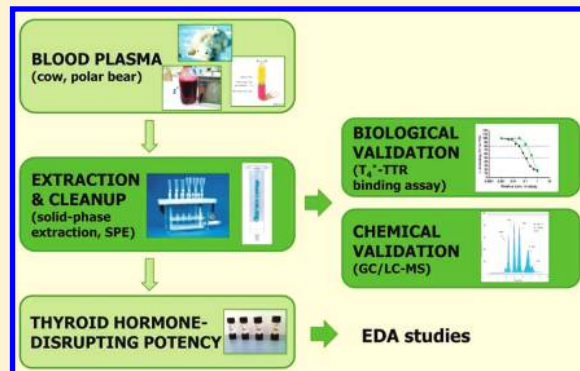 BLOOD PLASMA
(cow, polar bear)
EXTRACTION
& CLEANUP
(solid-phase
extraction, SPE)
THYROID HORMONE-
DISRUPTING POTENCY
BIOLOGICAL
VALIDATION
(T₄*-TTR
binding assay)
CHEMICAL
VALIDATION
(GC/LC-MS)
EDA studies